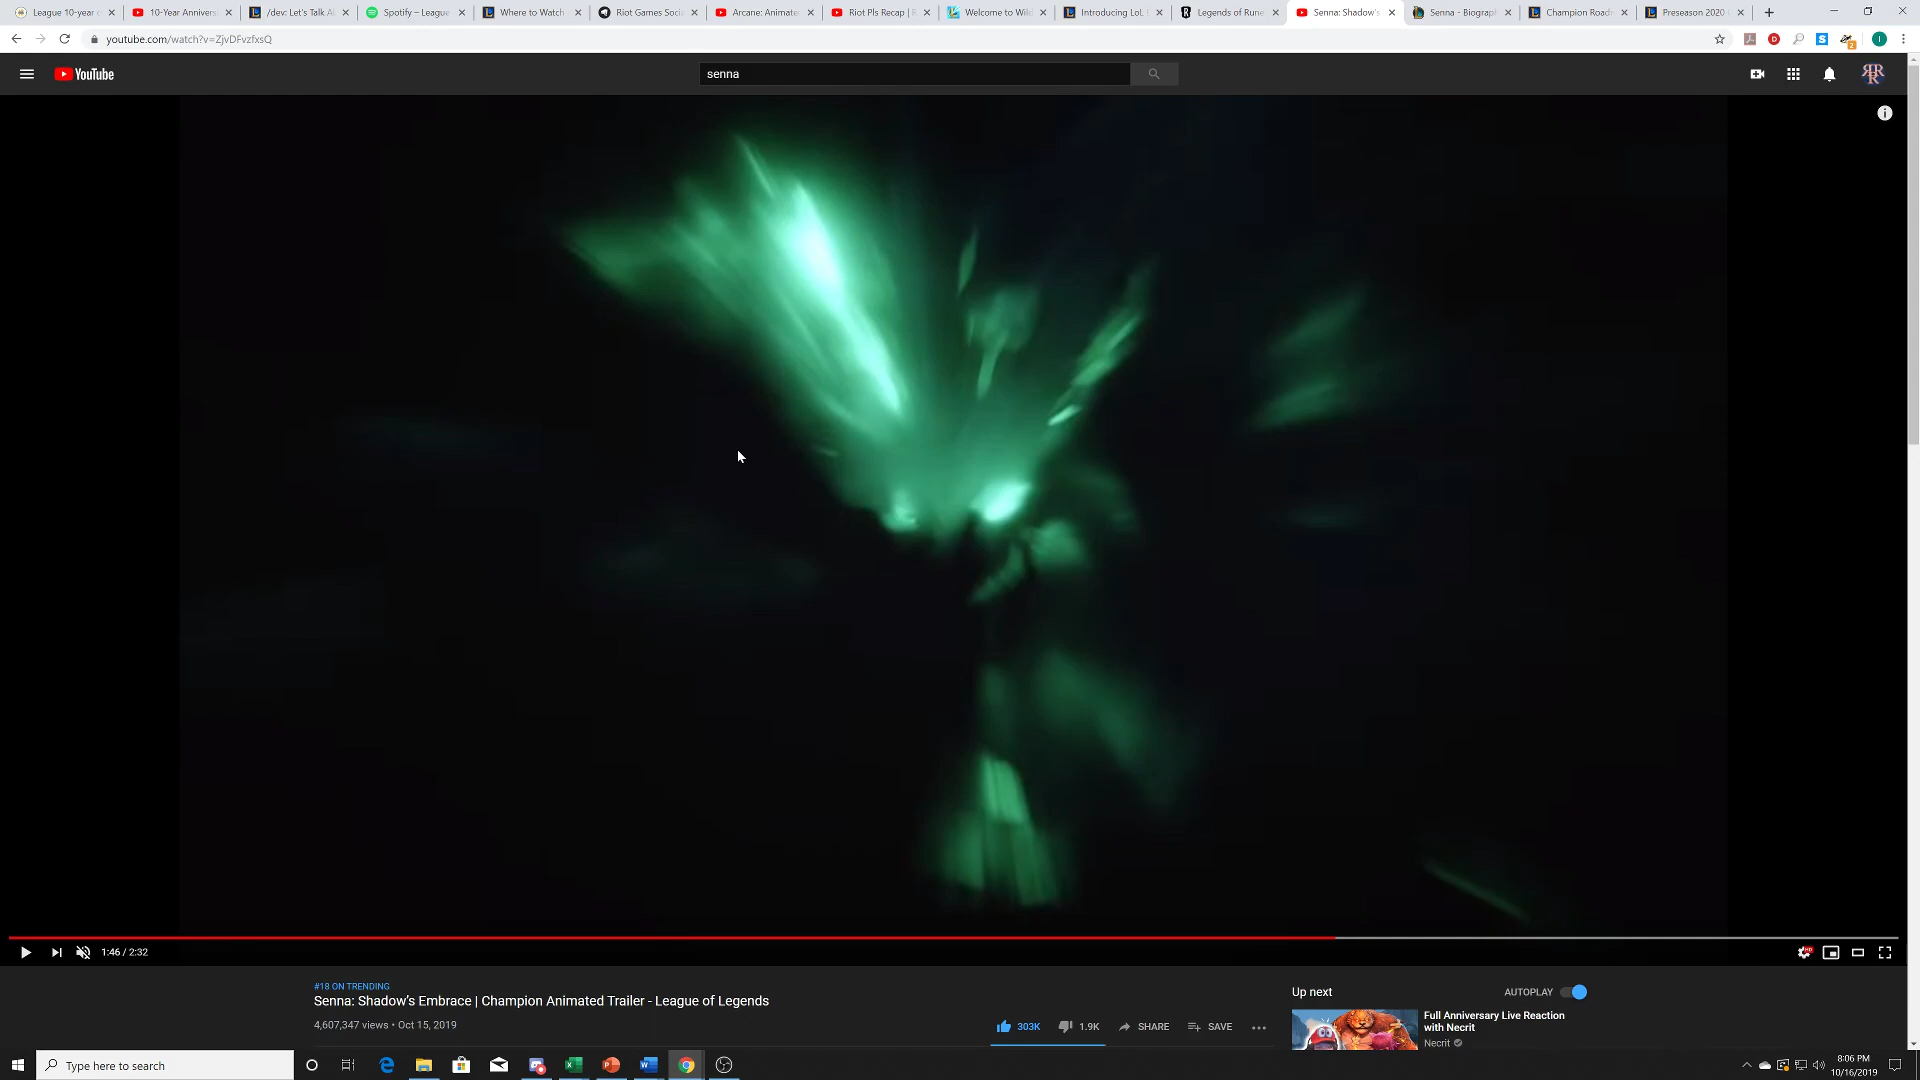 League 10-year c
10-Year Annivers
/dev: Let's Talk A
Spotify – League
Where to Watch
Riot Games Soci
Arcane: Animate
Riot Pls Recap | R
Welcome to Wild
Introducing LoL E
Legends of Rune
Senna: Shadow's
Senna - Biograph
Champion Roadm
Preseason 2020
youtube.com/watch?v=ZjvDFvzfxsQ
YouTube
senna
1:46 / 2:32
#18 ON TRENDING
Senna: Shadow's Embrace | Champion Animated Trailer - League of Legends
4,607,347 views • Oct 15, 2019
303K
1.9K
SHARE
SAVE
Up next
AUTOPLAY
Full Anniversary Live Reaction
with Necrit
Necrit
Type here to search
8:06 PM
10/16/2019